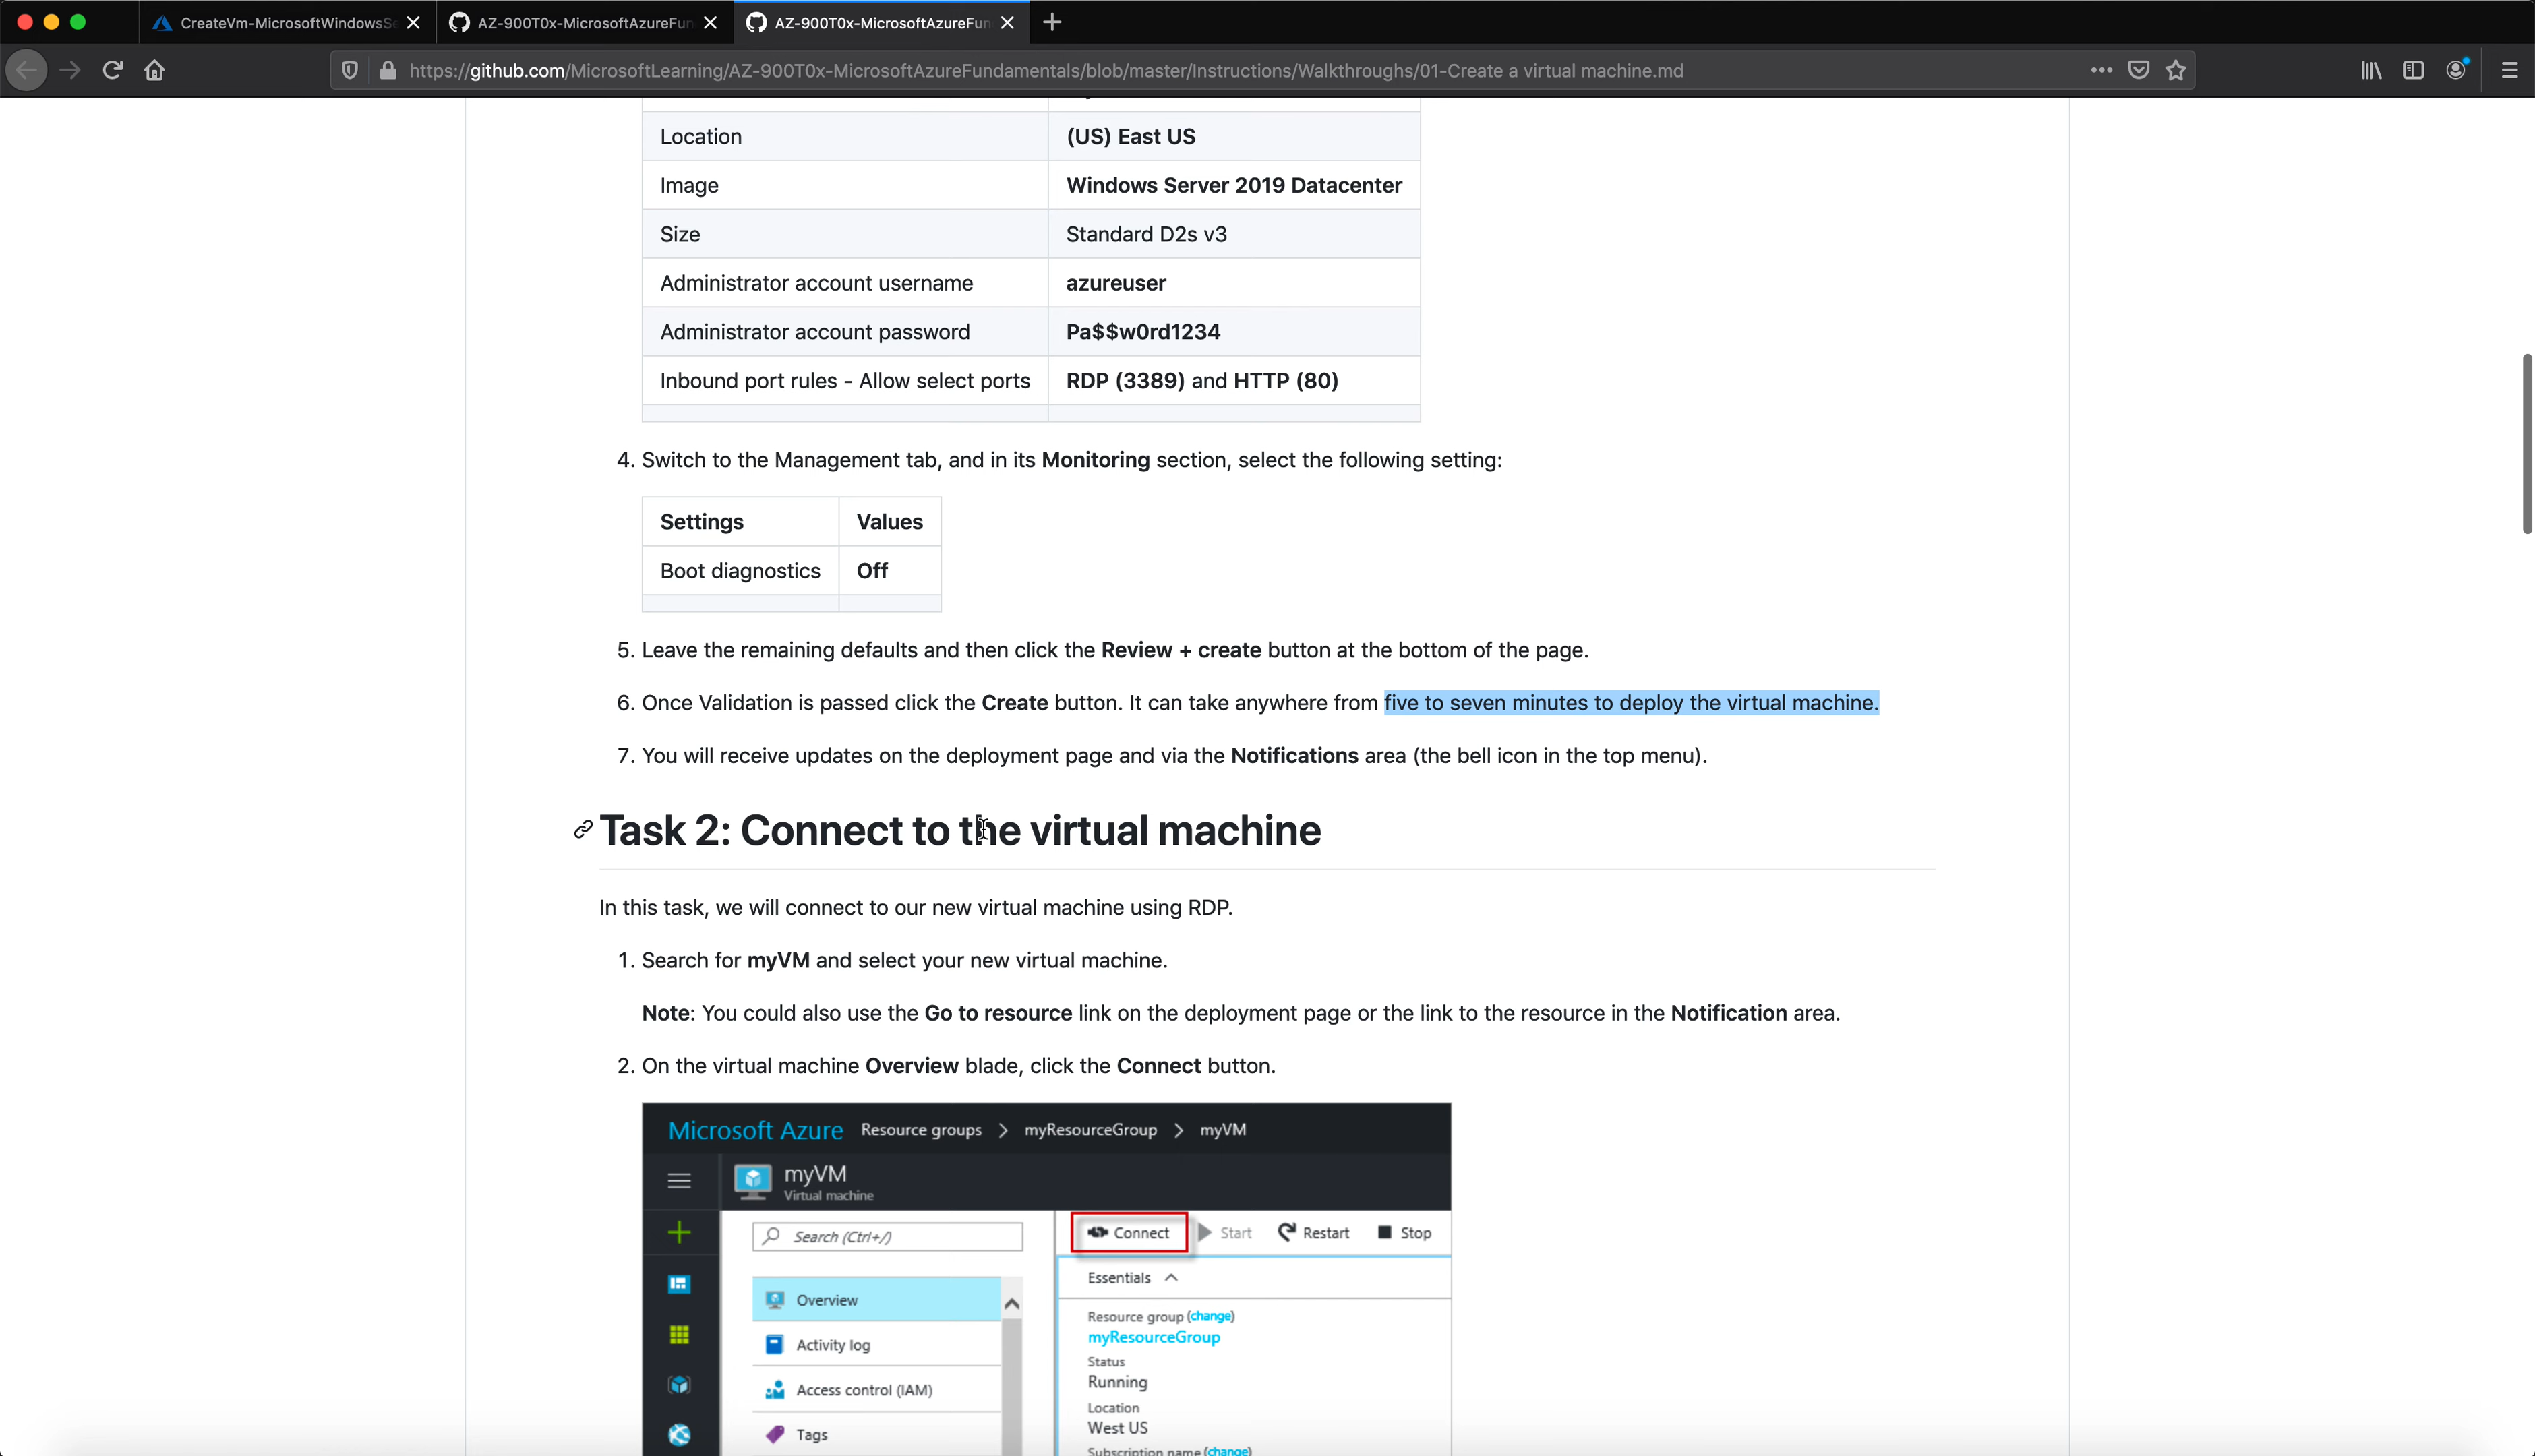 CreateVm-MicrosoftWindowsSe
AZ-900T0x-MicrosoftAzureFun
AZ-900T0x-MicrosoftAzureFun
https://github.com/MicrosoftLearning/AZ-900T0x-MicrosoftAzureFundamentals/blob/master/Instructions/Walkthroughs/01-Create a virtual machine.md
Location (US) East US
Image Windows Server 2019 Datacenter
Size Standard D2s v3
Administrator account username azureuser
Administrator account password Pa$$w0rd1234
Inbound port rules - Allow select ports RDP (3389) and HTTP (80)
4. Switch to the Management tab, and in its Monitoring section, select the following setting:
Settings Values
Boot diagnostics Off
5. Leave the remaining defaults and then click the Review + create button at the bottom of the page.
6. Once Validation is passed click the Create button. It can take anywhere from five to seven minutes to deploy the virtual machine.
7. You will receive updates on the deployment page and via the Notifications area (the bell icon in the top menu).
Task 2: Connect to the virtual machine
In this task, we will connect to our new virtual machine using RDP.
1. Search for myVM and select your new virtual machine.
Note: You could also use the Go to resource link on the deployment page or the link to the resource in the Notification area.
2. On the virtual machine Overview blade, click the Connect button.
Microsoft Azure Resource groups > myResourceGroup > myVM
myVM
Virtual machine
Search (Ctrl+/)
Connect Start Restart Stop
Essentials
Overview
Resource group (change)
myResourceGroup
Activity log
Status
Running
Access control (IAM)
Location
West US
Tags
Subscription name (change)